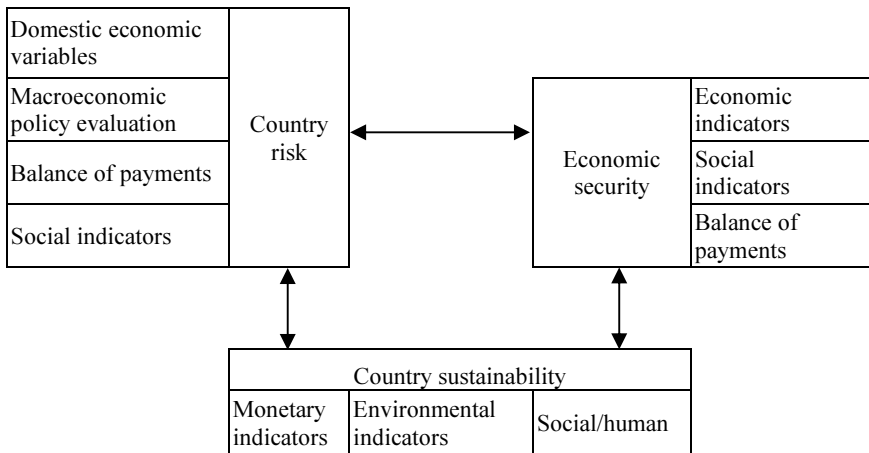 Domestic economic
variables
Macroeconomic
policy evaluation
Balance of payments
Social indicators
Country
risk
Economic
security
Economic
indicators
Social
indicators
Balance of
payments
Country sustainability
Monetary
indicators
Environmental
indicators
Social/human